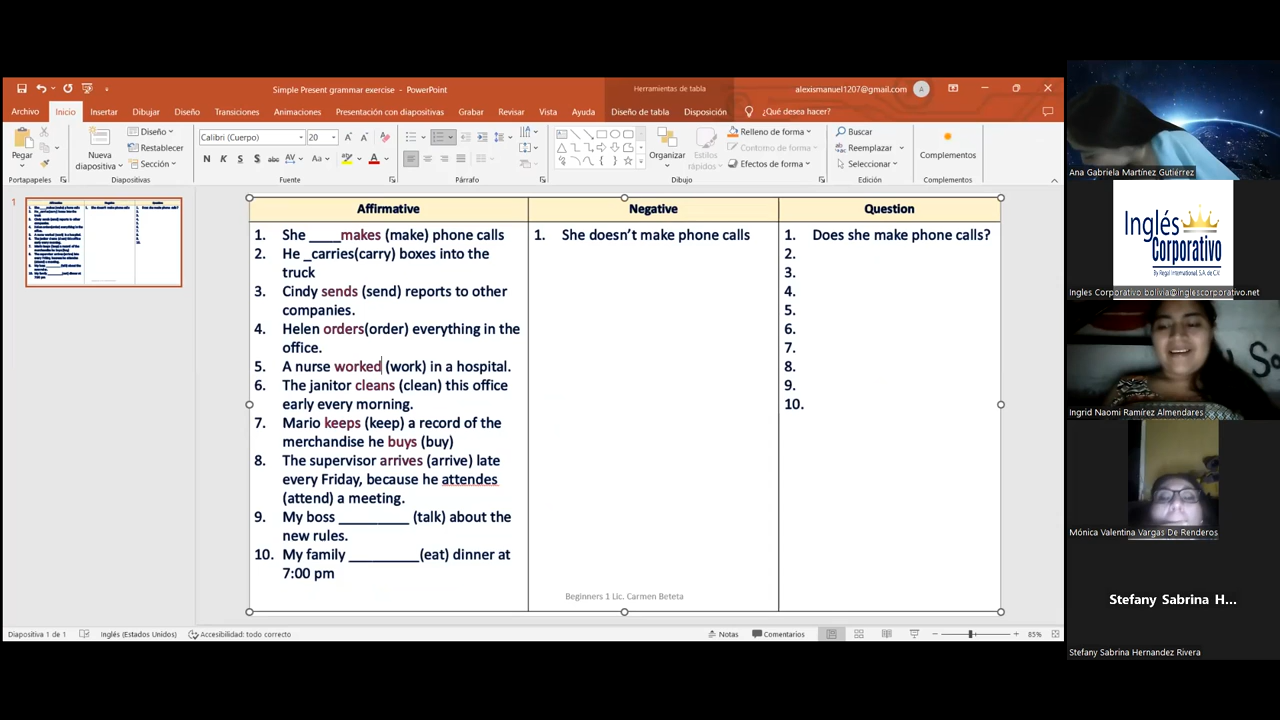 Simple Present grammar exercise - PowerPoint
Herramientas de tabla
alexismanuel1207@gmail.com
A
Archivo Inicio Insertar Dibujar Diseño Transiciones Animaciones Presentación con diapositivas Grabar Revisar Vista Ayuda Diseño de tabla Disposición ¿Qué desea hacer?
Pegar
Nueva diapositiva
Diseño
Restablecer
Sección
Calibri (Cuerpo) 20
N K S S
Organizar
Estilos rápidos
Relleno de forma
Contorno de forma
Efectos de forma
Buscar
Reemplazar
Seleccionar
Complementos
Portapapeles Diapositivas Fuente Párrafo Dibujo Edición Complementos
1
Affirmative Negative Question
1. She ____makes (make) phone calls
2. He _carries(carry) boxes into the
truck
3. Cindy sends (send) reports to other
companies.
4. Helen orders(order) everything in the
office.
5. A nurse worked (work) in a hospital.
6. The janitor cleans (clean) this office
early every morning.
7. Mario keeps (keep) a record of the
merchandise he buys (buy)
8. The supervisor arrives (arrive) late
every Friday, because he attendes
(attend) a meeting.
9. My boss _________ (talk) about the
new rules.
10. My family _________(eat) dinner at
7:00 pm
1. She doesn't make phone calls
1. Does she make phone calls?
2.
3.
4.
5.
6.
7.
8.
9.
10.
Beginners 1 Lic. Carmen Beteta
Diapositiva 1 de 1 Inglés (Estados Unidos) Accesibilidad: todo correcto Notas Comentarios 85%
Ana Gabriela Martínez Gutiérrez
Inglés
Corporativo
By Regal International, S.A. de C.V.
Ingles Corporativo bolivia@inglescorporativo.net
Ingrid Naomi Ramírez Almendares
Mónica Valentina Vargas De Renderos
Stefany Sabrina H...
Stefany Sabrina Hernandez Rivera